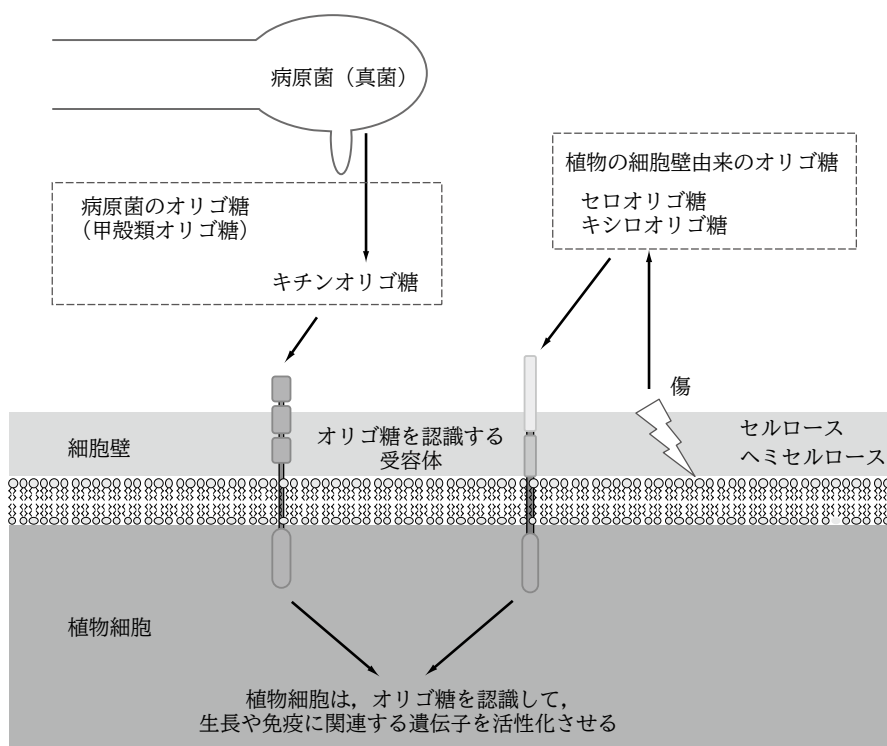 病原菌（真菌）
病原菌のオリゴ糖
（甲殻類オリゴ糖）
キチンオリゴ糖
植物の細胞壁由来のオリゴ糖
セロオリゴ糖
キシロオリゴ糖
傷
細胞壁
オリゴ糖を認識する
受容体
セルロース
ヘミセルロース
植物細胞
植物細胞は，オリゴ糖を認識して，
生長や免疫に関連する遺伝子を活性化させる